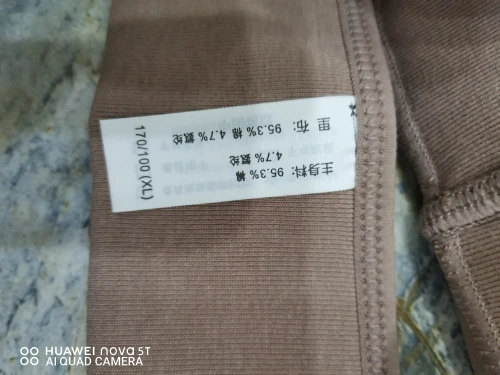 主身料: 95.3% 棉
4.7% 氨纶
里 布: 95.3% 棉 4.7% 氨纶
170/100 (XL)
HUAWEI nova 5T
AI QUAD CAMERA